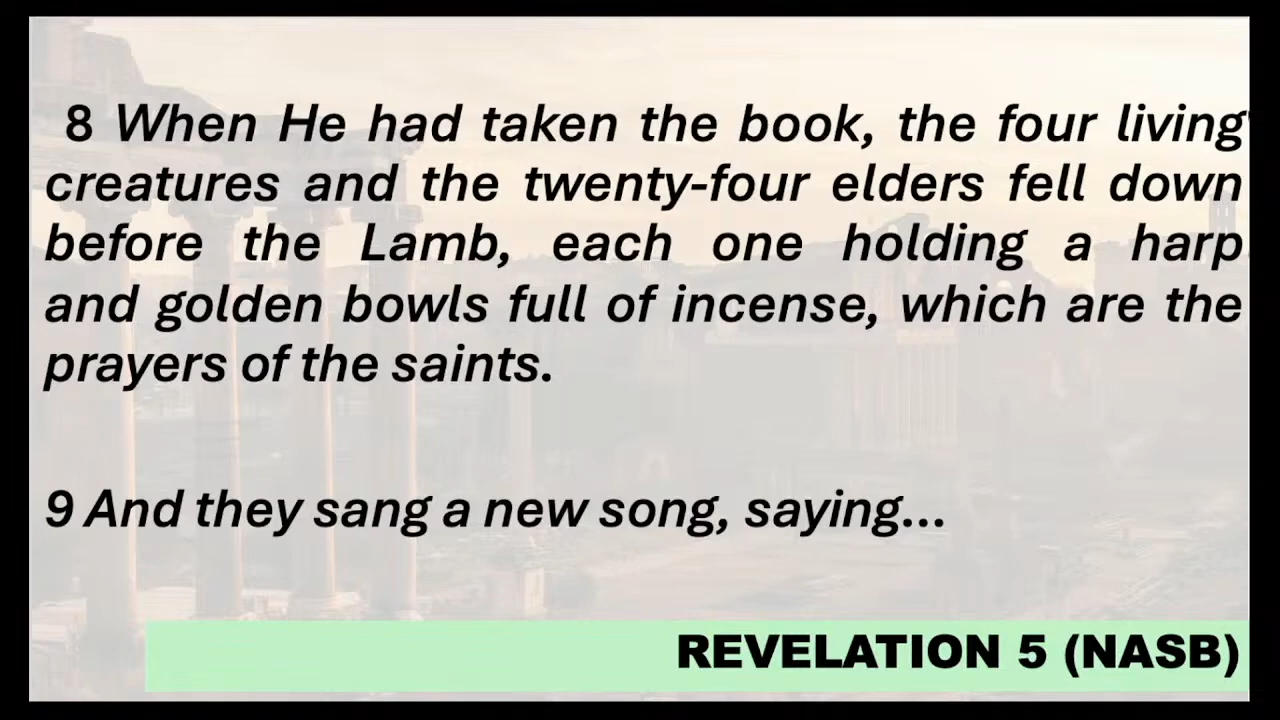 8 When He had taken the book, the four living
creatures and the twenty-four elders fell down
before the Lamb, each one holding a harp
and golden bowls full of incense, which are the
prayers of the saints.
9 And they sang a new song, saying...
REVELATION 5 (NASB)